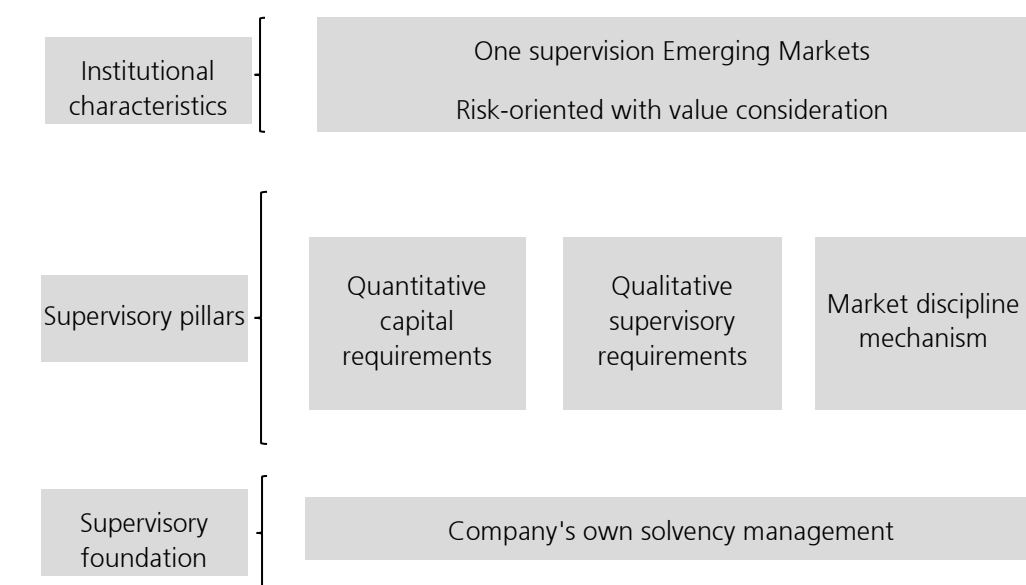 Institutional
characteristics
One supervision Emerging Markets
Risk-oriented with value consideration
Supervisory pillars
Quantitative
capital
requirements
Qualitative
supervisory
requirements
Market discipline
mechanism
Supervisory
foundation
Company's own solvency management